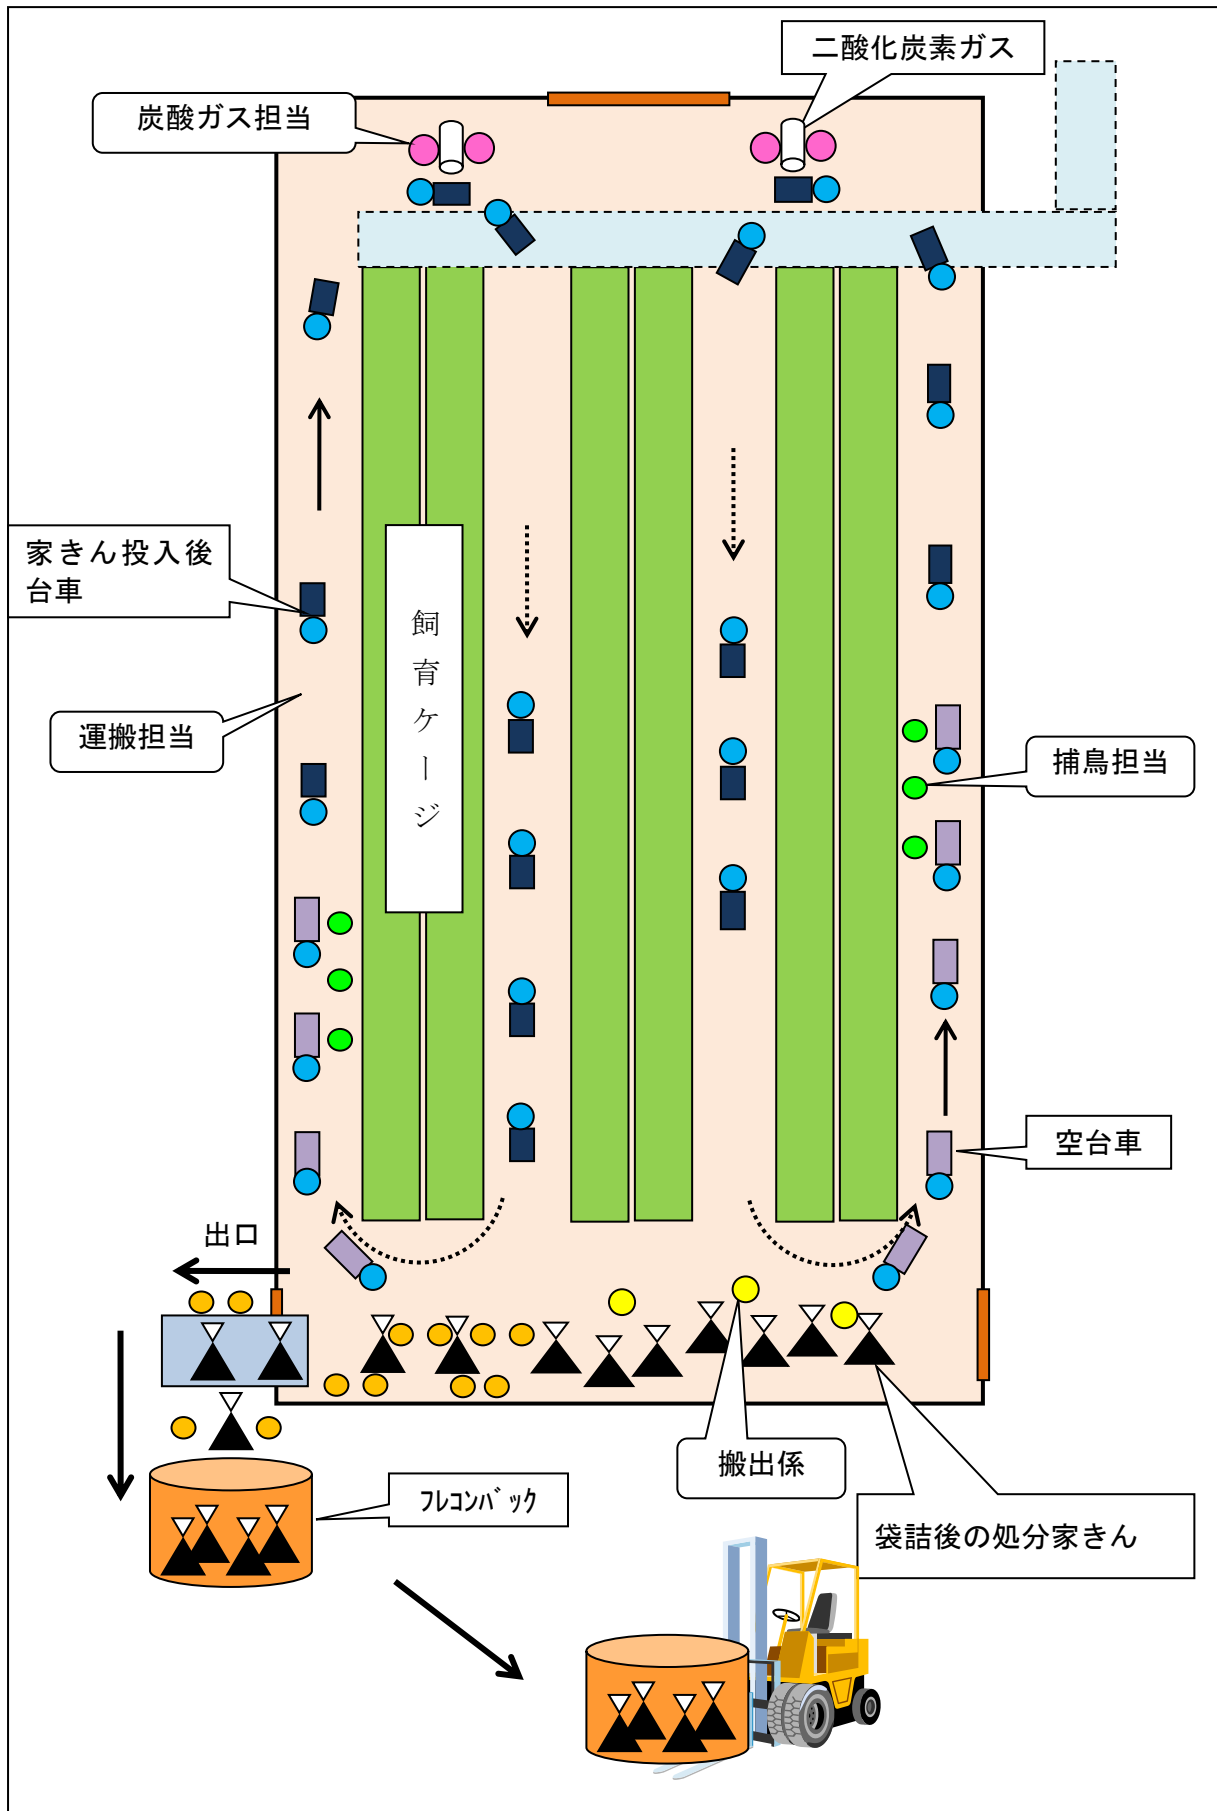 二酸化炭素ガス
炭酸ガス担当
家きん投入後
台車
飼育ケージ
運搬担当
捕鳥担当
空台車
出口
搬出係
ﾌﾚｺﾝﾊﾞｯｸ
袋詰後の処分家きん